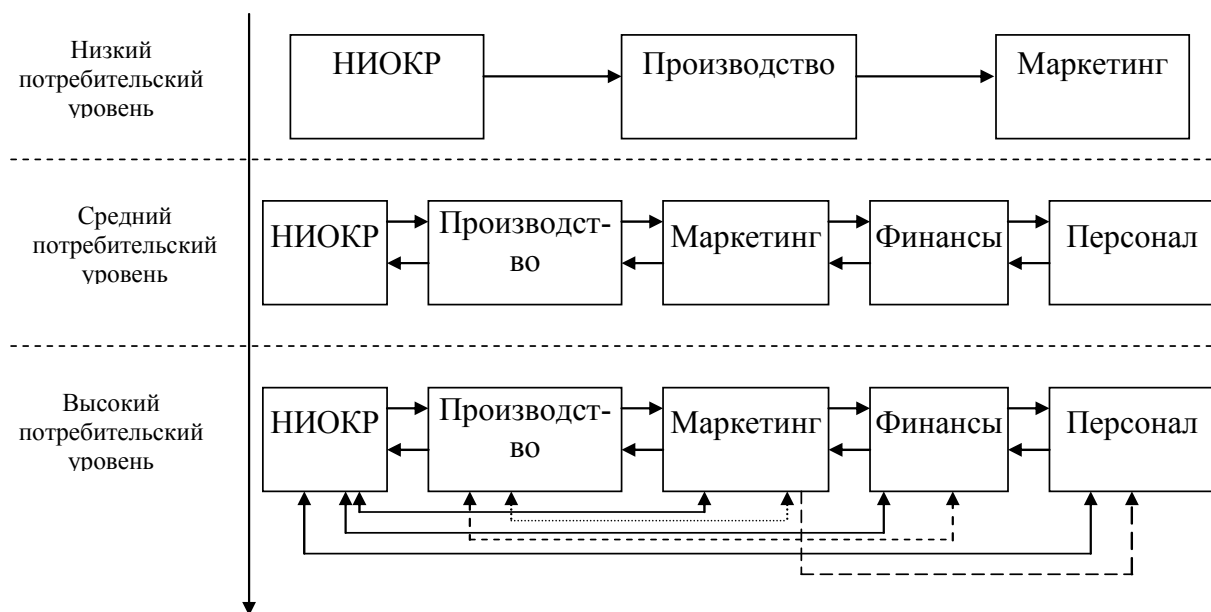 Низкий
потребительский
уровень
НИОКР
Производство
Маркетинг
Средний
потребительский
уровень
НИОКР
Производст-
во
Маркетинг
Финансы
Персонал
Высокий
потребительский
уровень
НИОКР
Производст-
во
Маркетинг
Финансы
Персонал